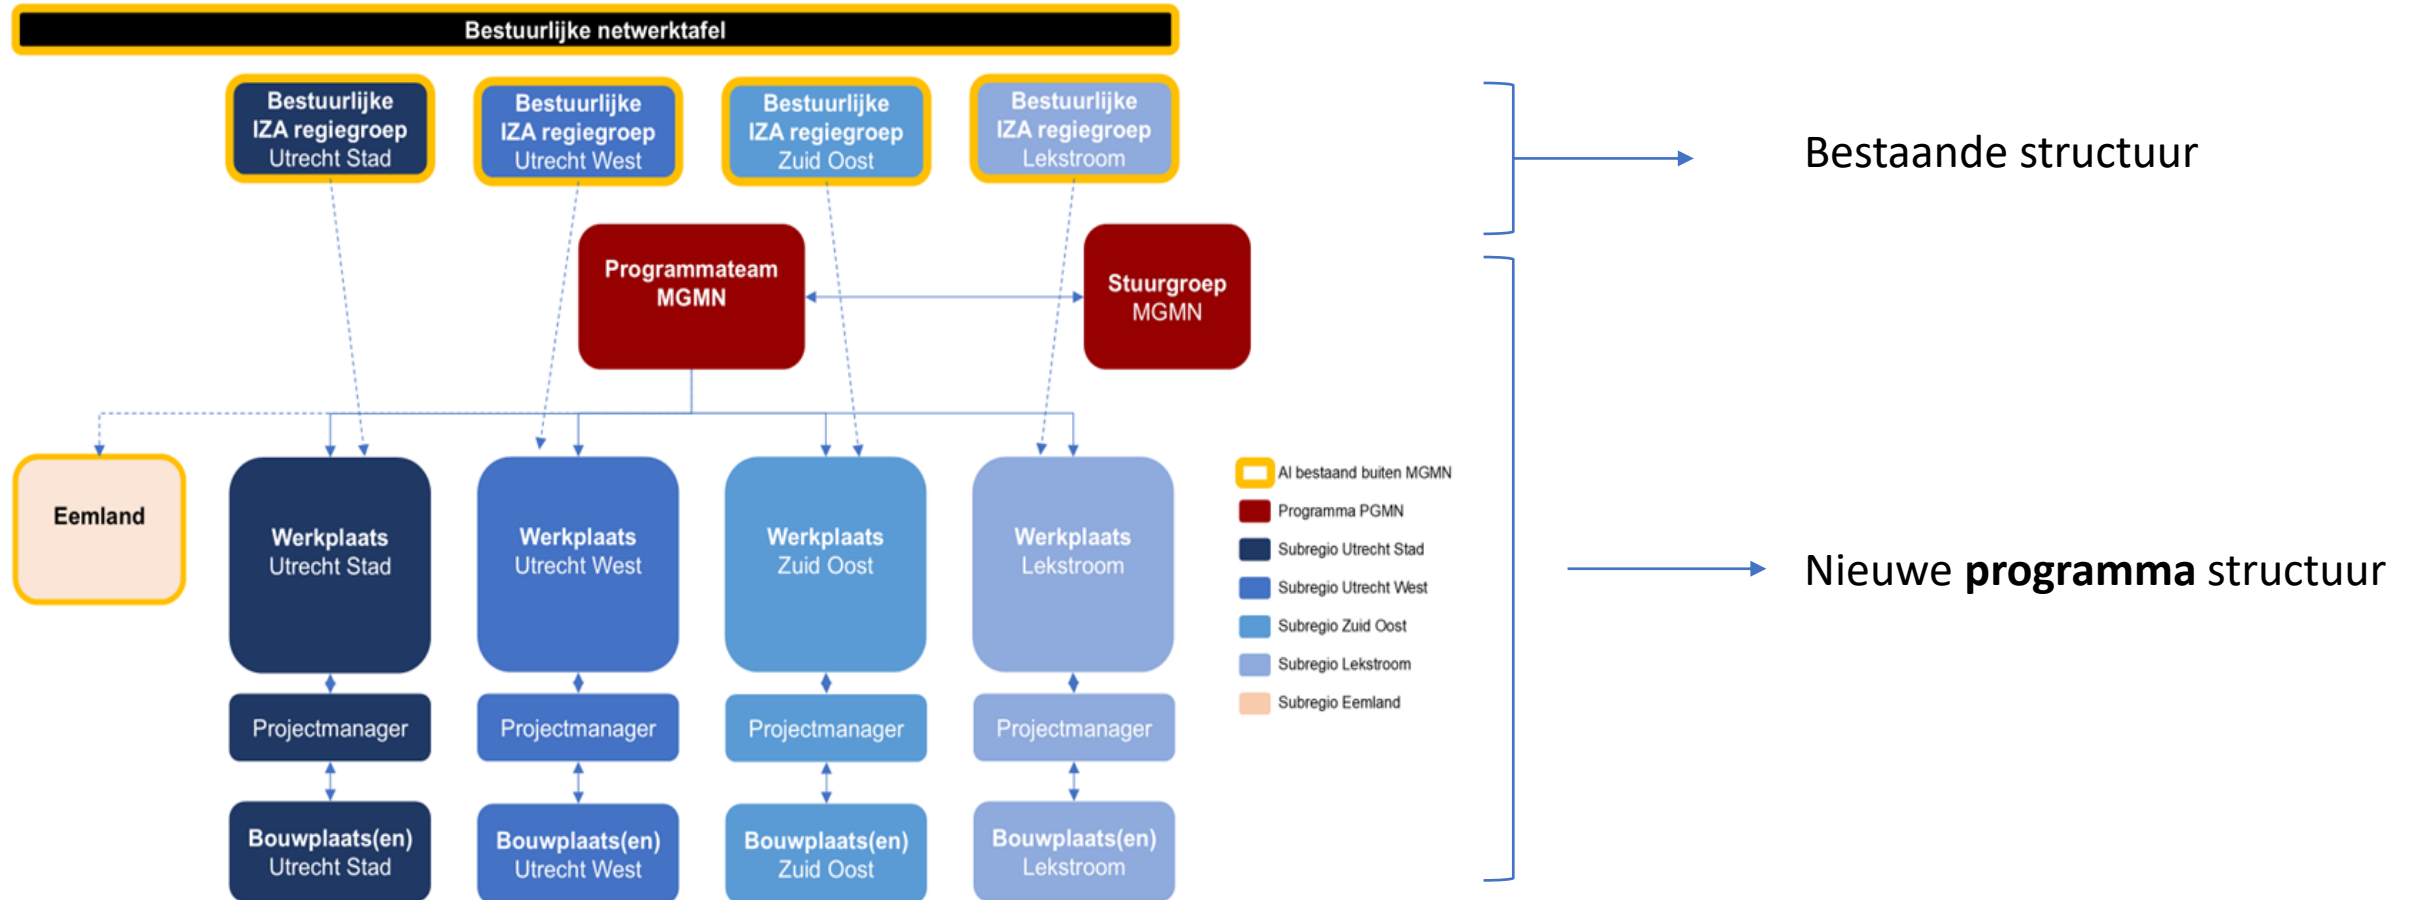 Bestuurlijke netwerktafel
Bestuurlijke
IZA regiegroep
Utrecht Stad
Bestuurlijke
IZA regiegroep
Utrecht West
Bestuurlijke
IZA regiegroep
Zuid Oost
Bestuurlijke
IZA regiegroep
Lekstroom
Bestaande structuur
Programmateam
MGMN
Stuurgroep
MGMN
Eemland
Werkplaats
Utrecht Stad
Werkplaats
Utrecht West
Werkplaats
Zuid Oost
Werkplaats
Lekstroom
Al bestaand buiten MGMN
Programma PGMN
Subregio Utrecht Stad
Subregio Utrecht West
Subregio Zuid Oost
Subregio Lekstroom
Subregio Eemland
Nieuwe programma structuur
Projectmanager
Projectmanager
Projectmanager
Projectmanager
Bouwplaats(en)
Utrecht Stad
Bouwplaats(en)
Utrecht West
Bouwplaats(en)
Zuid Oost
Bouwplaats(en)
Lekstroom